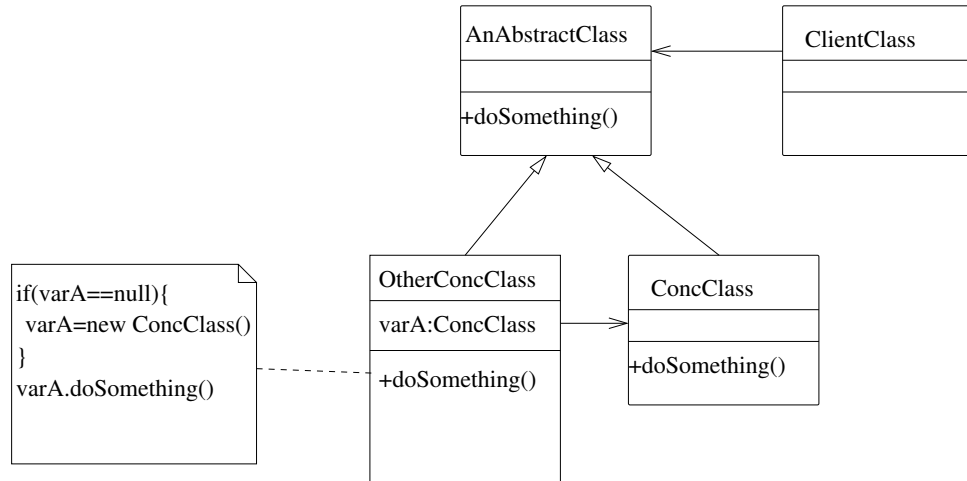 AnAbstractClass
+doSomething()
ClientClass
if(varA==null){
varA=new ConcClass()
}
varA.doSomething()
OtherConcClass
varA:ConcClass
+doSomething()
ConcClass
+doSomething()